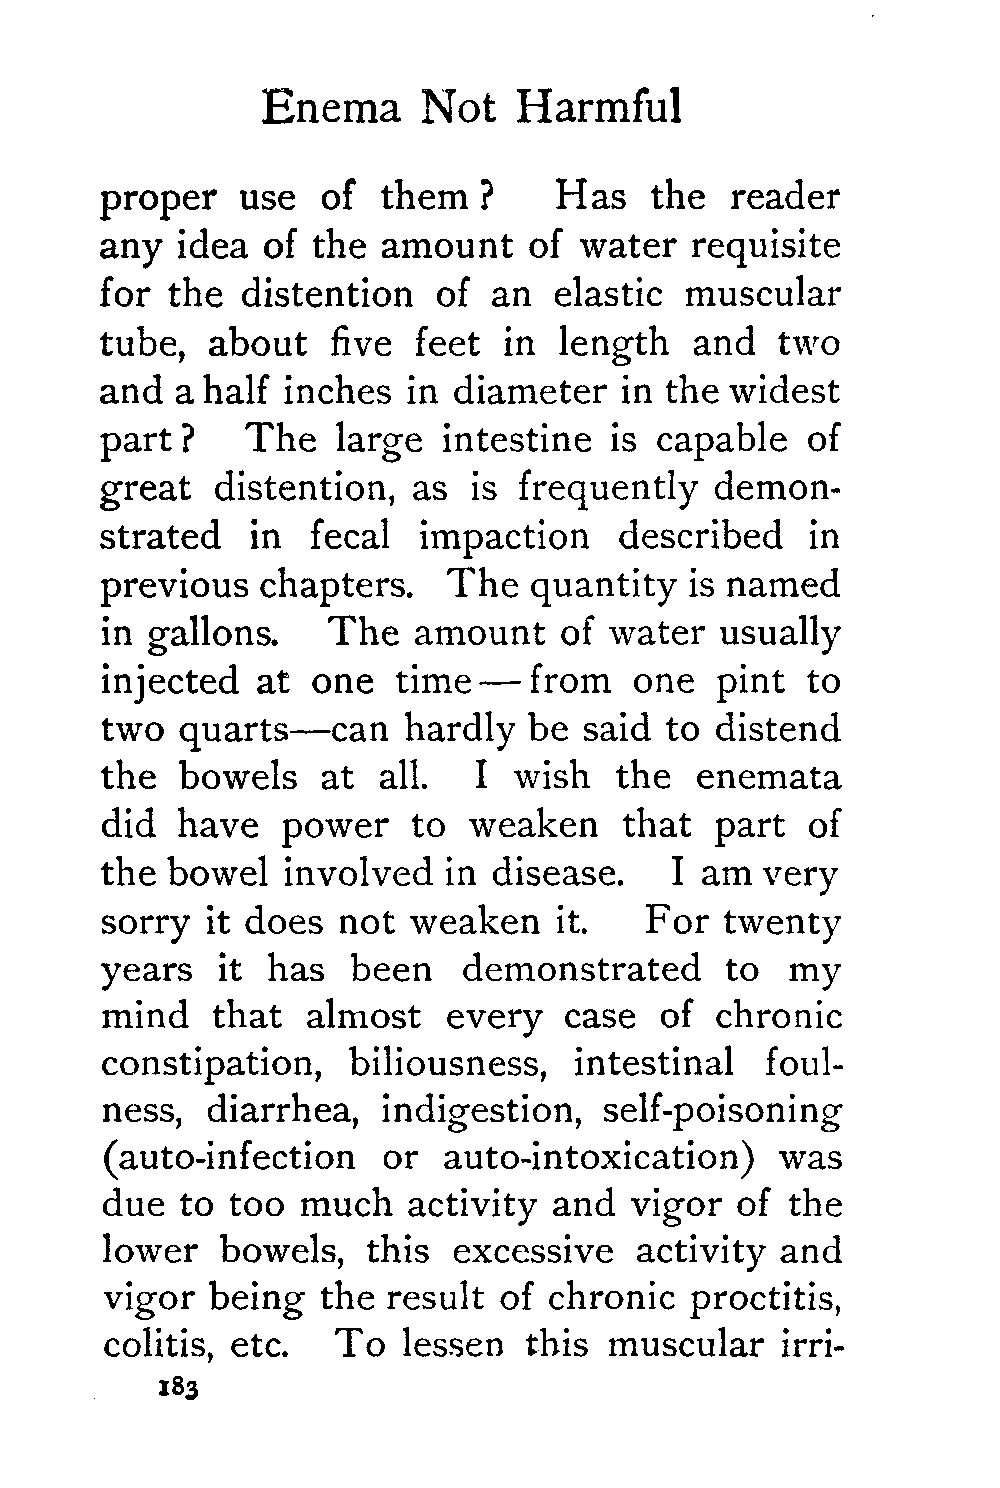 Enema Not Harmful
proper use of them ? Has the reader
any idea of the amount of water requisite
for the distention of an elastic muscular
tube, about five feet in length and two
and a half inches in diameter in the widest
part ? The large intestine is capable of
great distention, as is frequently demon-
strated in fecal impaction described in
previous chapters. The quantity is named
in gallons. The amount of water usually
injected at one time — from one pint to
two quarts—can hardly be said to distend
the bowels at all. I wish the enemata
did have power to weaken that part of
the bowel involved in disease. I am very
sorry it does not weaken it. For twenty
years it has been demonstrated to my
mind that almost every case of chronic
constipation, biliousness, intestinal foul-
ness, diarrhea, indigestion, self-poisoning
(auto-infection or auto-intoxication) was
due to too much activity and vigor of the
lower bowels, this excessive activity and
vigor being the result of chronic proctitis,
colitis, etc. To lessen this muscular irri-
183